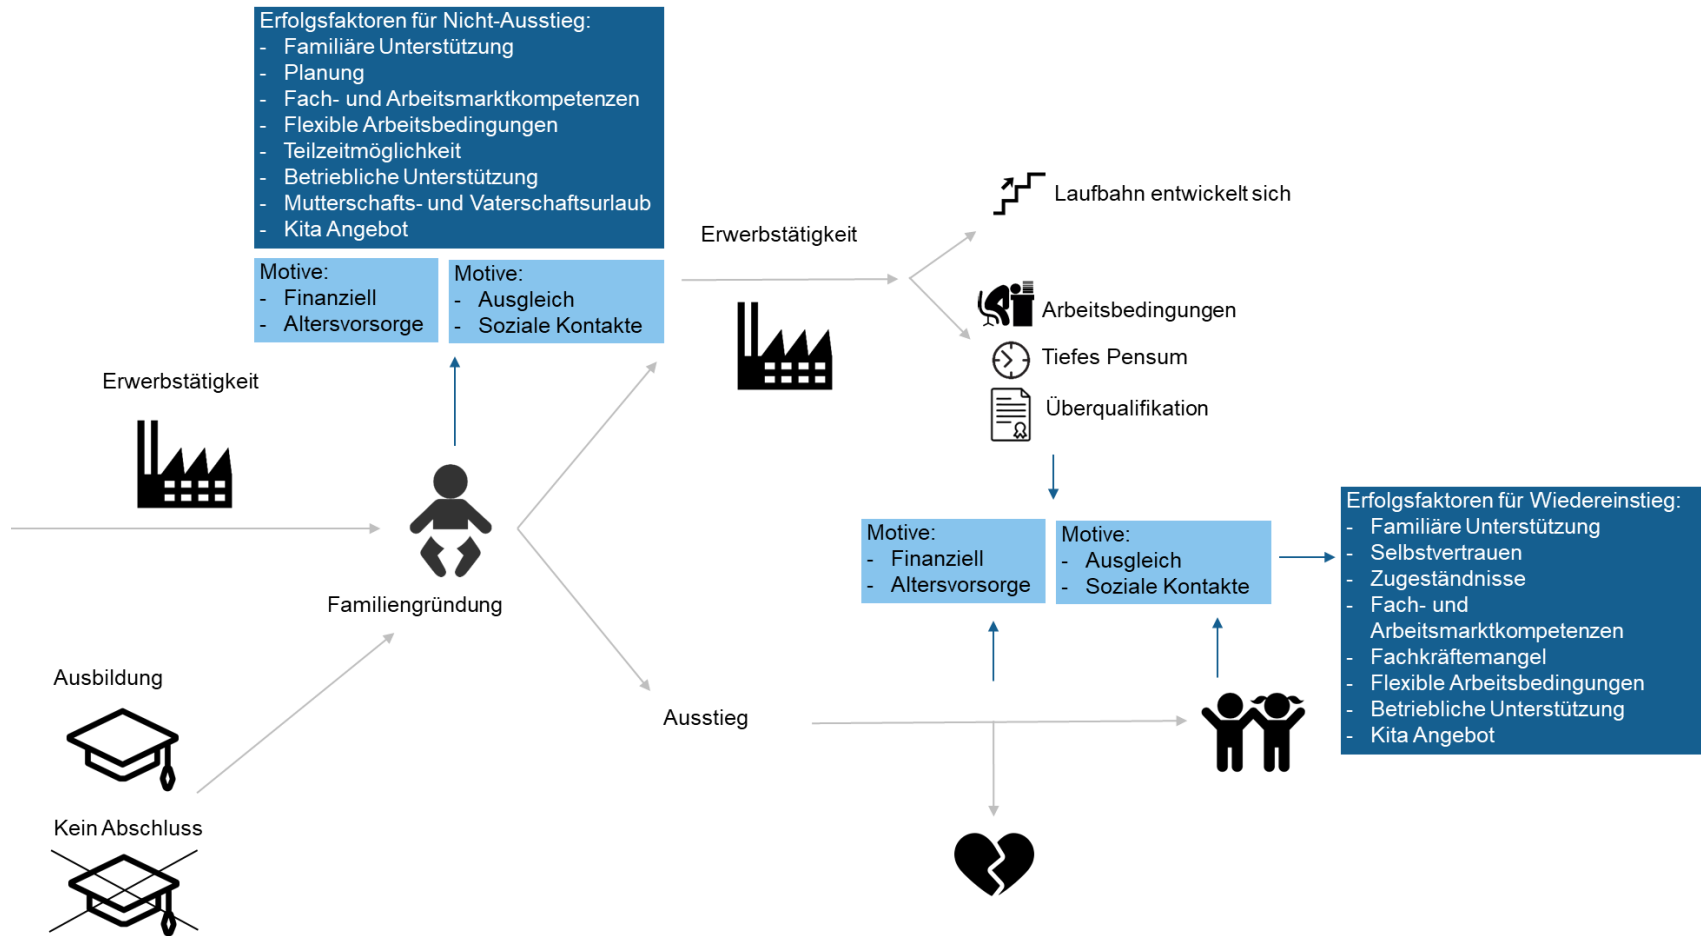 Erfolgsfaktoren für Nicht-Ausstieg:
- Familiäre Unterstützung
- Planung
- Fach- und Arbeitsmarktkompetenzen
- Flexible Arbeitsbedingungen
- Teilzeitmöglichkeit
- Betriebliche Unterstützung
- Mutterschafts- und Vaterschaftsurlaub
- Kita Angebot
Motive:
- Finanziell
- Altersvorsorge
Motive:
- Ausgleich
- Soziale Kontakte
Erwerbstätigkeit
Laufbahn entwickelt sich
Arbeitsbedingungen
Tiefes Pensum
Überqualifikation
Erwerbstätigkeit
Familiengründung
Ausbildung
Kein Abschluss
Ausstieg
Motive:
- Finanziell
- Altersvorsorge
Motive:
- Ausgleich
- Soziale Kontakte
Erfolgsfaktoren für Wiedereinstieg:
- Familiäre Unterstützung
- Selbstvertrauen
- Zugeständnisse
- Fach- und
Arbeitsmarktkompetenzen
- Fachkräftemangel
- Flexible Arbeitsbedingungen
- Betriebliche Unterstützung
- Kita Angebot